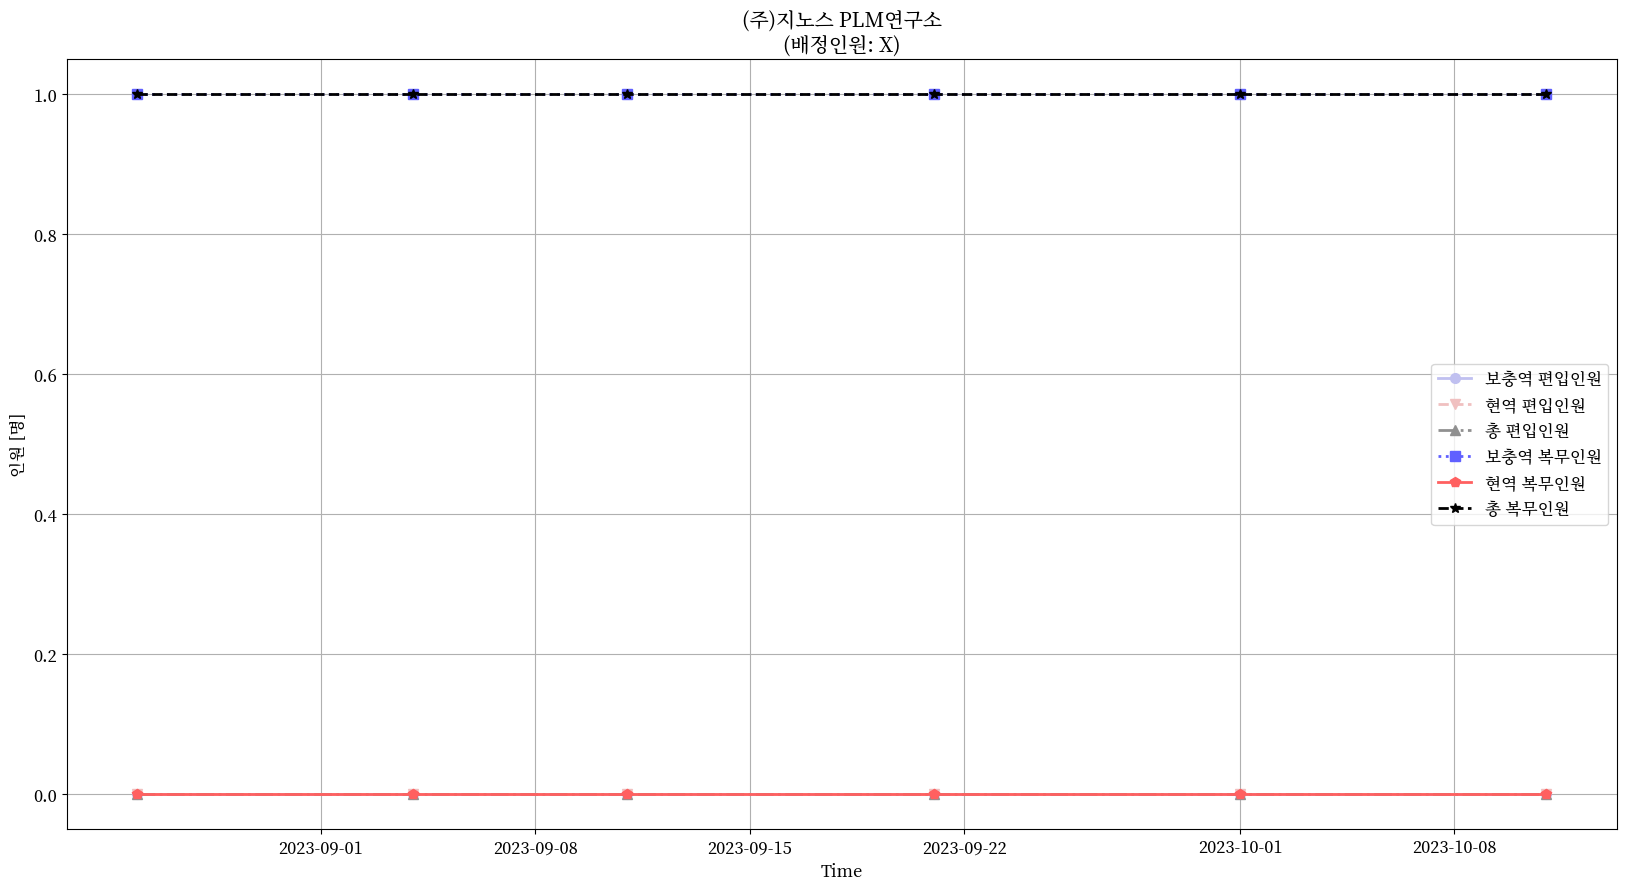 (주)지노스 PLM연구소
(배정인원: X)
인원 [명]
1.0
0.8
0.6
0.4
0.2
0.0
보충역 편입인원
현역 편입인원
총 편입인원
보충역 복무인원
현역 복무인원
총 복무인원
2023-09-01
2023-09-08
2023-09-15
2023-09-22
2023-10-01
2023-10-08
Time